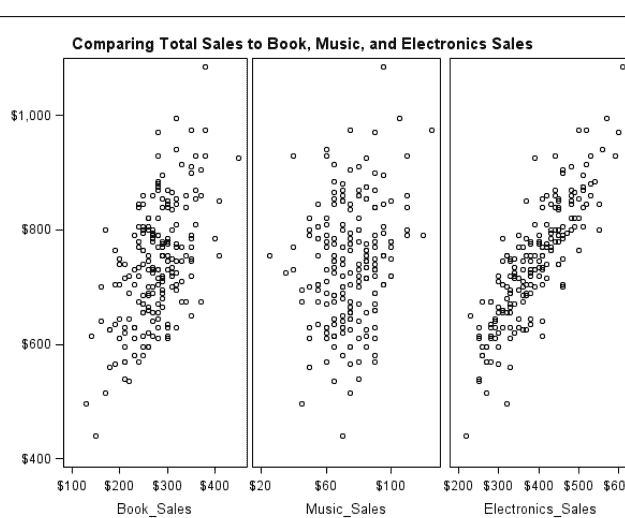 Comparing Total Sales to Book, Music, and Electronics Sales
$1,000
$800
$600
$400
$100 $200 $300 $400
$20 $60 $100
$200 $300 $400 $500
Book_Sales
Music_Sales
Electronics_Sales